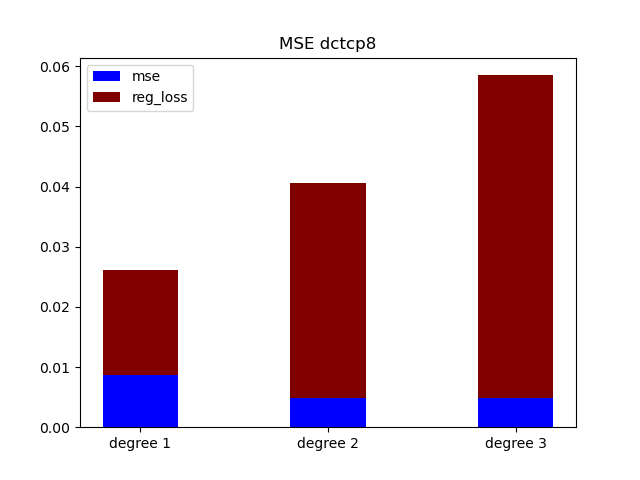 MSE dctcp8
mse
reg_loss
0.06
0.05
0.04
0.03
0.02
0.01
0.00
degree 1
degree 2
degree 3